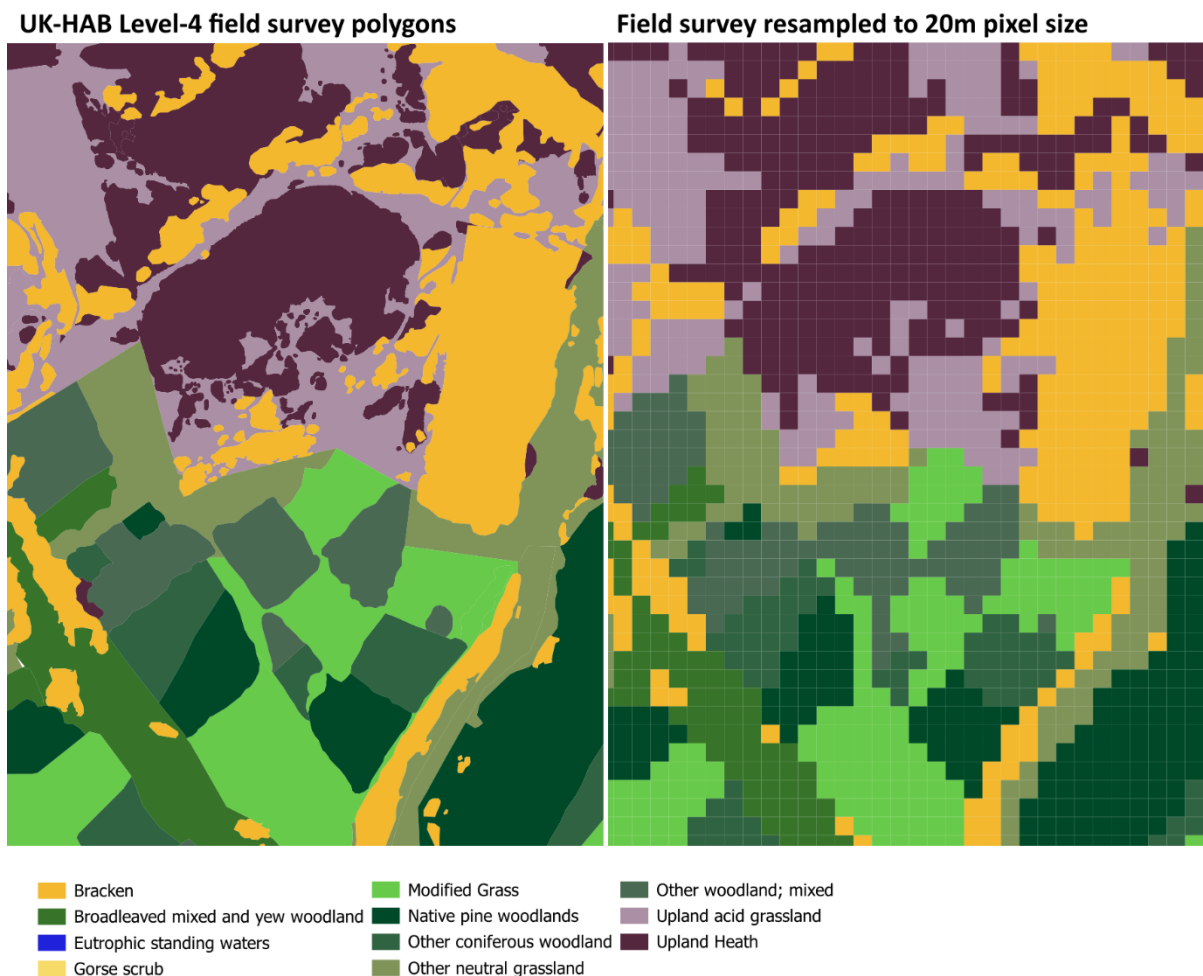 UK-HAB Level-4 field survey polygons
Field survey resampled to 20m pixel size
Bracken
Broadleaved mixed and yew woodland
Eutrophic standing waters
Gorse scrub
Modified Grass
Native pine woodlands
Other coniferous woodland
Other neutral grassland
Other woodland; mixed
Upland acid grassland
Upland Heath